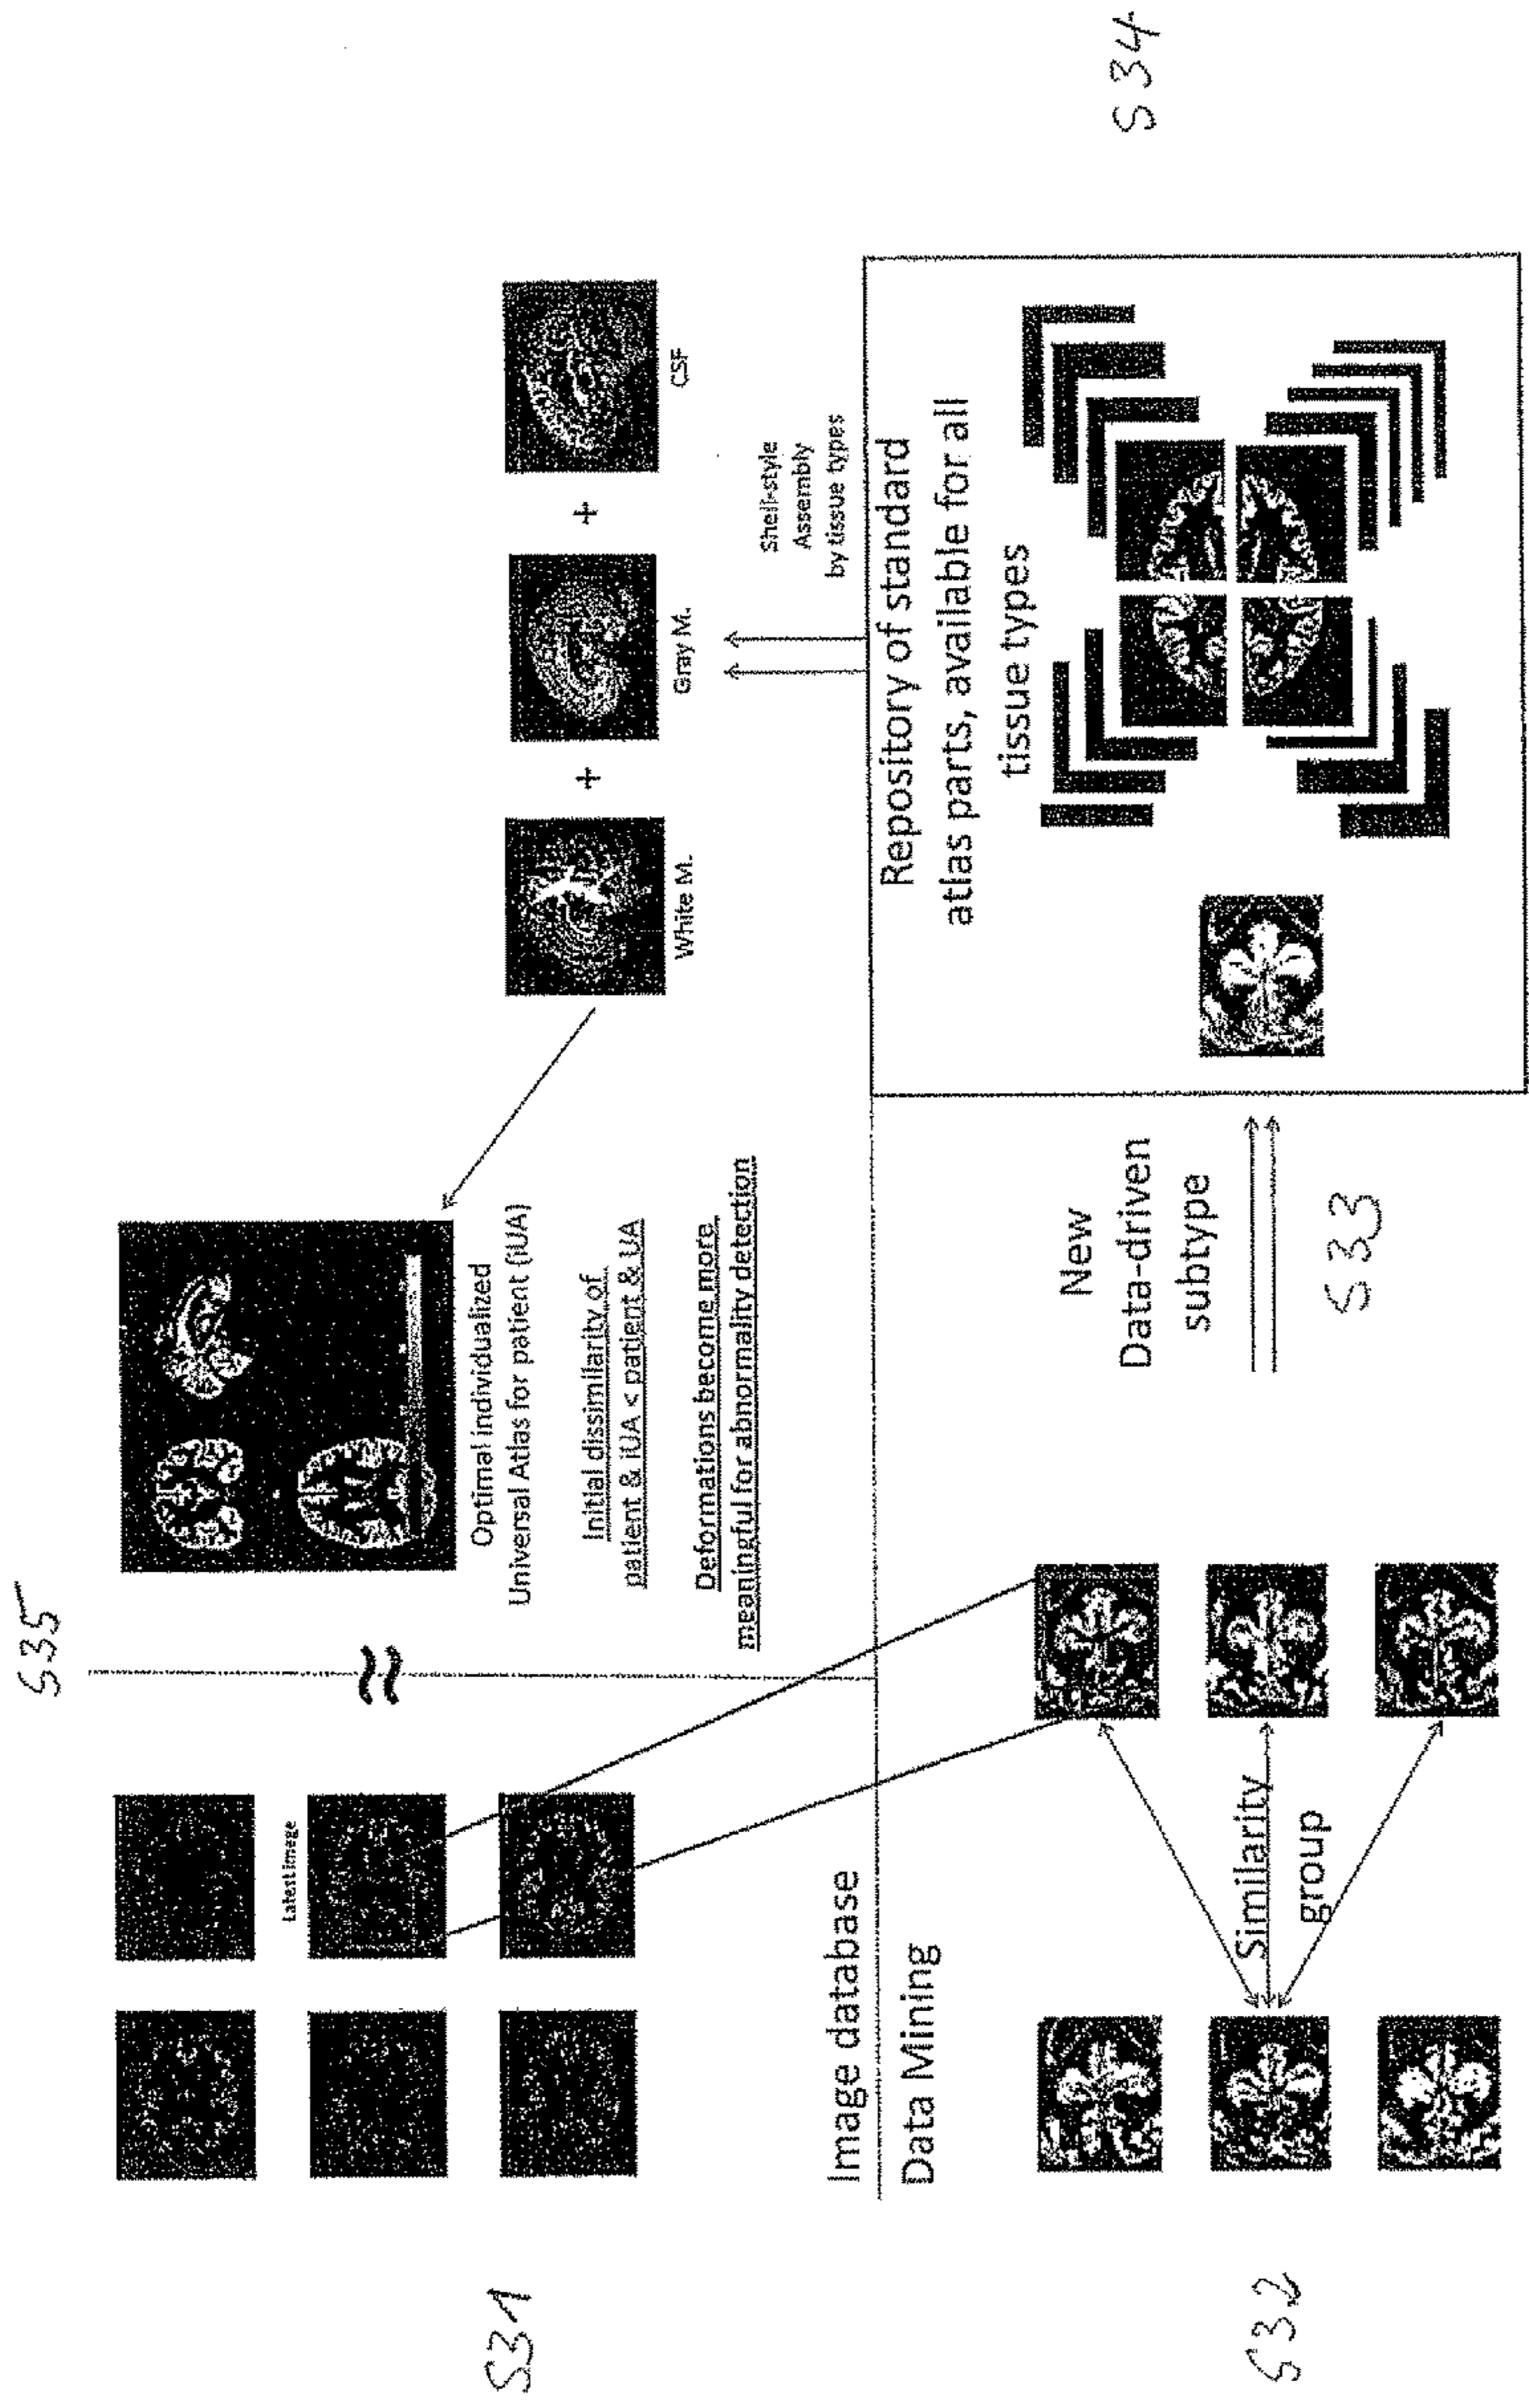 S31
Latest image
Image database
S32
Data Mining
Similarity
group
S33
New
Data-driven
subtype
S34
Repository of standard
atlas parts, available for all
tissue types
Shell-style
Assembly
by tissue types
White M.
+
Gray M.
+
CSF
S35
≈
Optimal individualized
Universal Atlas for patient (iUA)
Initial dissimilarity of
patient & iUA < patient & UA
Deformations become more
meaningful for abnormality detection